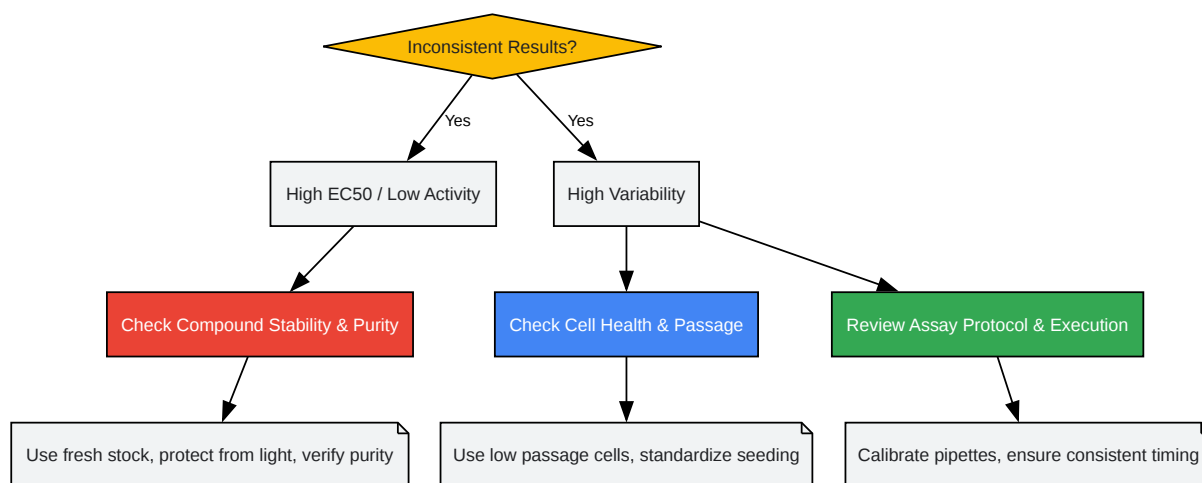 Inconsistent Results?
Yes
Yes
High EC50 / Low Activity
High Variability
Check Compound Stability & Purity
Check Cell Health & Passage
Review Assay Protocol & Execution
Use fresh stock, protect from light, verify purity
Use low passage cells, standardize seeding
Calibrate pipettes, ensure consistent timing